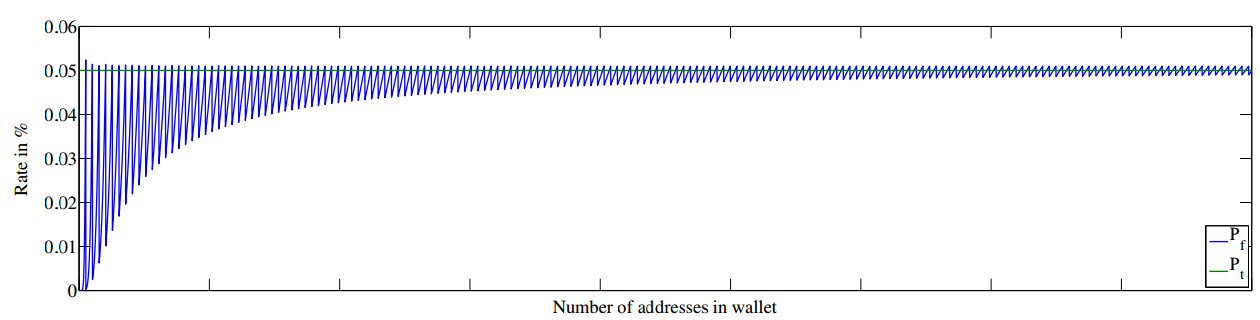 0.06
0.05
0.04
0.03
0.02
0.01
0
Rate in %
Number of addresses in wallet
P_f
P_t